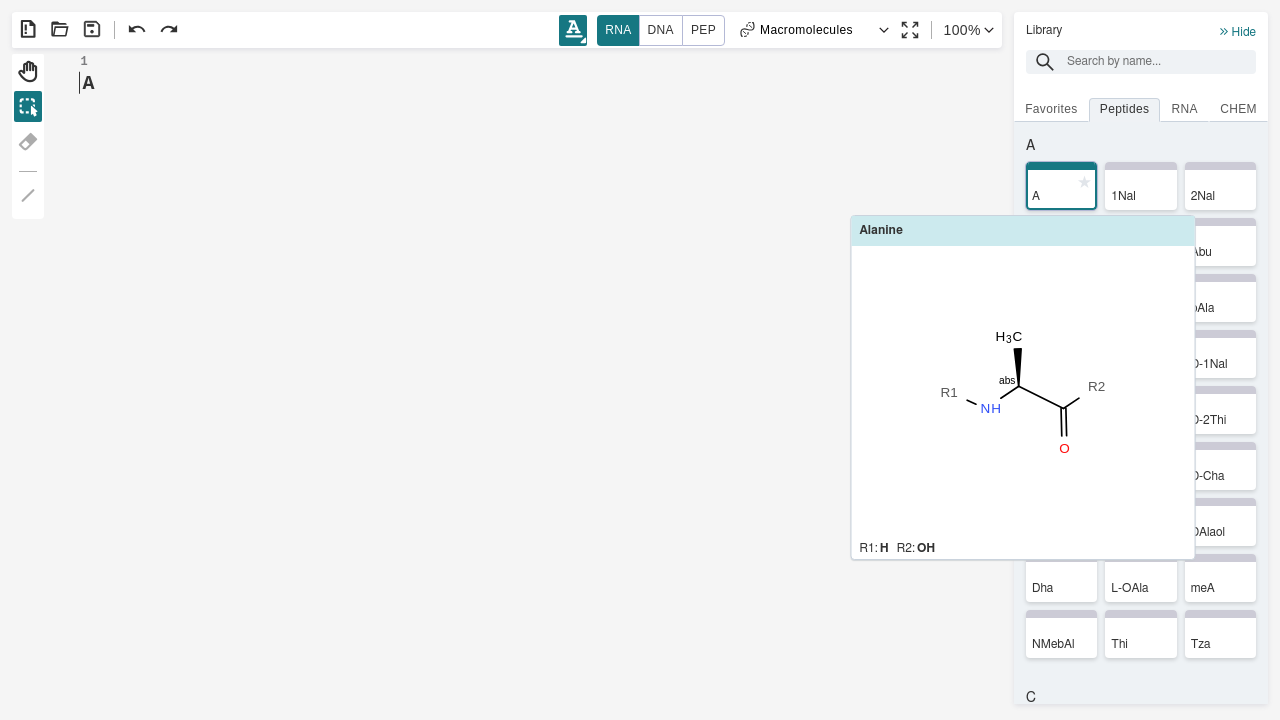 A RNA DNA PEP Macromolecules 100%
1
A
Library Hide
Search by name...
Favorites Peptides RNA CHEM
A
A 1Nal 2Nal
Abu
bAla
D-1Nal
D-2Thi
D-Cha
DAlaol
Alanine
H3C
abs
R1 NH R2
O
R1: H R2: OH
Dha L-OAla meA
NMebAl Thi Tza
C